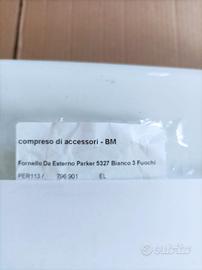 compreso di accessori - BM
Fornello Da Esterno Parker 5327 Bianco 3 Fuochi
PER113 / 796 901 EL
subito